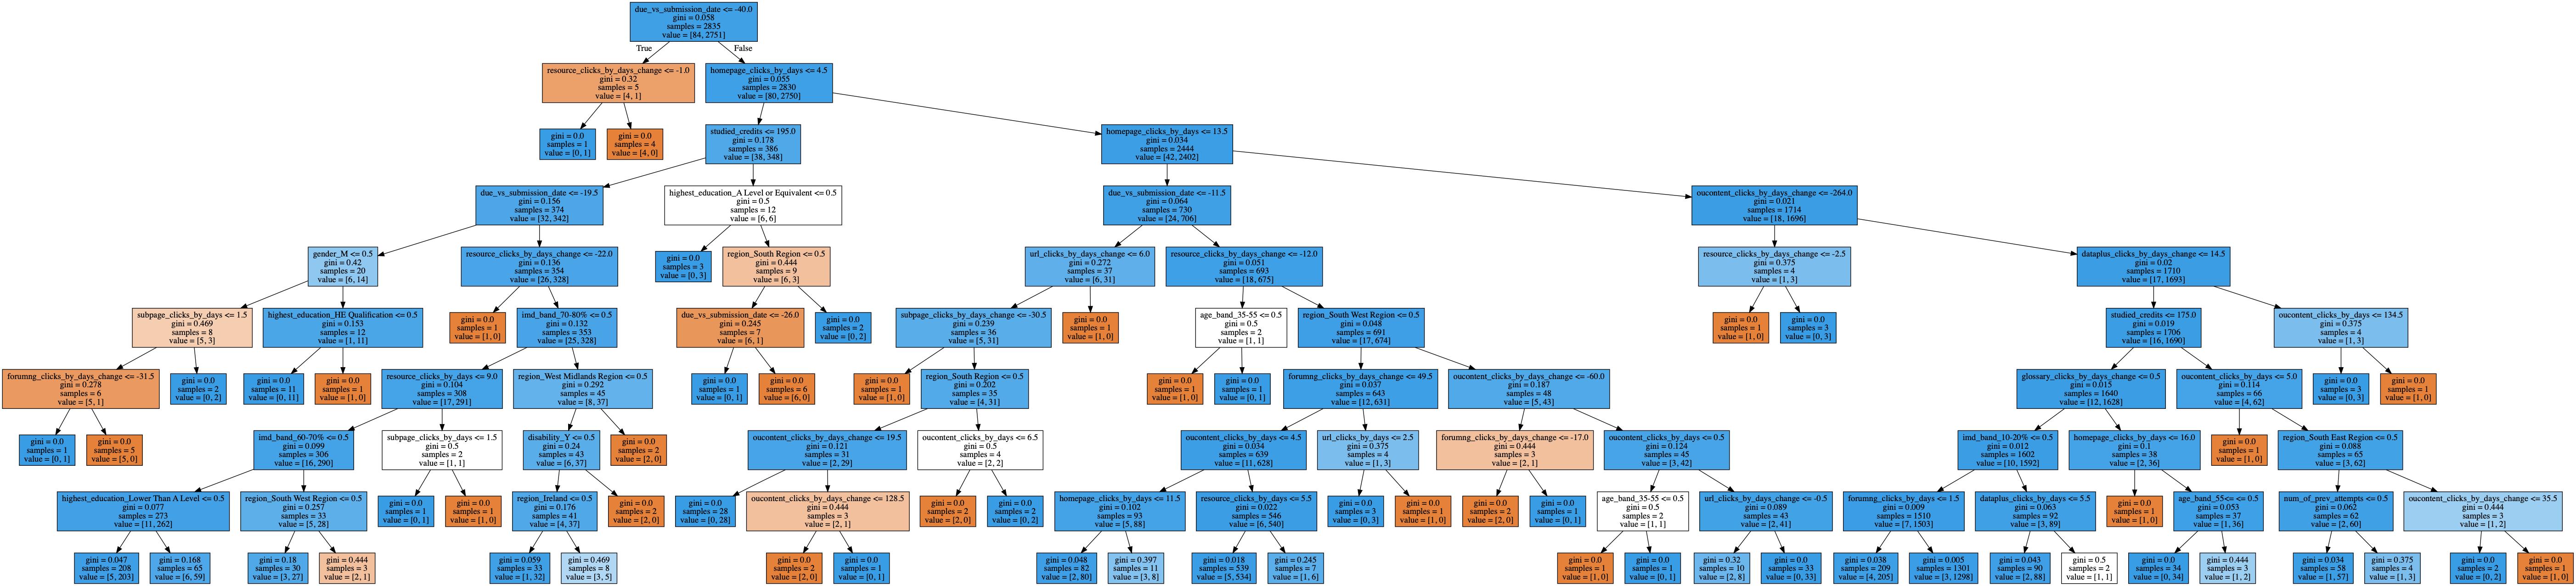 due_vs_submission_date <= -40.0
gini = 0.058
samples = 2835
value = [84, 2751]
True
False
resource_clicks_by_days_change <= -1.0
gini = 0.32
samples = 5
value = [4, 1]
homepage_clicks_by_days <= 4.5
gini = 0.055
samples = 2830
value = [80, 2750]
gini = 0.0
samples = 1
value = [0, 1]
gini = 0.0
samples = 4
value = [4, 0]
studied_credits <= 195.0
gini = 0.178
samples = 386
value = [38, 348]
homepage_clicks_by_days <= 13.5
gini = 0.034
samples = 2444
value = [42, 2402]
due_vs_submission_date <= -19.5
gini = 0.156
samples = 374
value = [32, 342]
highest_education_A Level or Equivalent <= 0.5
gini = 0.5
samples = 12
value = [6, 6]
due_vs_submission_date <= -11.5
gini = 0.064
samples = 730
value = [24, 706]
oucontent_clicks_by_days_change <= -264.0
gini = 0.021
samples = 1714
value = [18, 1696]
gender_M <= 0.5
gini = 0.42
samples = 20
value = [6, 14]
resource_clicks_by_days_change <= -22.0
gini = 0.136
samples = 354
value = [26, 328]
gini = 0.0
samples = 3
value = [0, 3]
region_South Region <= 0.5
gini = 0.444
samples = 9
value = [6, 3]
url_clicks_by_days_change <= 6.0
gini = 0.272
samples = 37
value = [6, 31]
resource_clicks_by_days_change <= -12.0
gini = 0.051
samples = 693
value = [18, 675]
resource_clicks_by_days_change <= -2.5
gini = 0.375
samples = 4
value = [1, 3]
dataplus_clicks_by_days_change <= 14.5
gini = 0.02
samples = 1710
value = [17, 1693]
subpage_clicks_by_days <= 1.5
gini = 0.469
samples = 8
value = [5, 3]
highest_education_HE Qualification <= 0.5
gini = 0.153
samples = 12
value = [1, 11]
gini = 0.0
samples = 1
value = [1, 0]
imd_band_70-80% <= 0.5
gini = 0.132
samples = 353
value = [25, 328]
due_vs_submission_date <= -26.0
gini = 0.245
samples = 7
value = [6, 1]
gini = 0.0
samples = 2
value = [0, 2]
subpage_clicks_by_days_change <= -30.5
gini = 0.239
samples = 36
value = [5, 31]
gini = 0.0
samples = 1
value = [1, 0]
age_band_35-55 <= 0.5
gini = 0.5
samples = 2
value = [1, 1]
region_South West Region <= 0.5
gini = 0.048
samples = 691
value = [17, 674]
gini = 0.0
samples = 1
value = [1, 0]
gini = 0.0
samples = 3
value = [0, 3]
studied_credits <= 175.0
gini = 0.019
samples = 1706
value = [16, 1690]
oucontent_clicks_by_days <= 134.5
gini = 0.375
samples = 4
value = [1, 3]
forumng_clicks_by_days_change <= -31.5
gini = 0.278
samples = 6
value = [5, 1]
gini = 0.0
samples = 2
value = [0, 2]
gini = 0.0
samples = 11
value = [0, 11]
gini = 0.0
samples = 1
value = [1, 0]
resource_clicks_by_days <= 9.0
gini = 0.104
samples = 308
value = [17, 291]
region_West Midlands Region <= 0.5
gini = 0.292
samples = 45
value = [8, 37]
gini = 0.0
samples = 1
value = [0, 1]
gini = 0.0
samples = 6
value = [6, 0]
gini = 0.0
samples = 1
value = [1, 0]
region_South Region <= 0.5
gini = 0.202
samples = 35
value = [4, 31]
gini = 0.0
samples = 1
value = [1, 0]
gini = 0.0
samples = 1
value = [0, 1]
forumng_clicks_by_days_change <= 49.5
gini = 0.037
samples = 643
value = [12, 631]
oucontent_clicks_by_days_change <= -60.0
gini = 0.187
samples = 48
value = [5, 43]
glossary_clicks_by_days_change <= 0.5
gini = 0.015
samples = 1640
value = [12, 1628]
oucontent_clicks_by_days <= 5.0
gini = 0.114
samples = 66
value = [4, 62]
gini = 0.0
samples = 3
value = [0, 3]
gini = 0.0
samples = 1
value = [1, 0]
gini = 0.0
samples = 1
value = [0, 1]
gini = 0.0
samples = 5
value = [5, 0]
imd_band_60-70% <= 0.5
gini = 0.099
samples = 306
value = [16, 290]
subpage_clicks_by_days <= 1.5
gini = 0.5
samples = 2
value = [1, 1]
disability_Y <= 0.5
gini = 0.24
samples = 43
value = [6, 37]
gini = 0.0
samples = 2
value = [2, 0]
oucontent_clicks_by_days_change <= 19.5
gini = 0.121
samples = 31
value = [2, 29]
oucontent_clicks_by_days <= 6.5
gini = 0.5
samples = 4
value = [2, 2]
oucontent_clicks_by_days <= 4.5
gini = 0.034
samples = 639
value = [11, 628]
url_clicks_by_days <= 2.5
gini = 0.375
samples = 4
value = [1, 3]
forumng_clicks_by_days_change <= -17.0
gini = 0.444
samples = 3
value = [2, 1]
oucontent_clicks_by_days <= 0.5
gini = 0.124
samples = 45
value = [3, 42]
imd_band_10-20% <= 0.5
gini = 0.012
samples = 1602
value = [10, 1592]
homepage_clicks_by_days <= 16.0
gini = 0.1
samples = 38
value = [2, 36]
gini = 0.0
samples = 1
value = [1, 0]
region_South East Region <= 0.5
gini = 0.088
samples = 65
value = [3, 62]
highest_education_Lower Than A Level <= 0.5
gini = 0.077
samples = 273
value = [11, 262]
region_South West Region <= 0.5
gini = 0.257
samples = 33
value = [5, 28]
gini = 0.0
samples = 1
value = [0, 1]
gini = 0.0
samples = 1
value = [1, 0]
region_Ireland <= 0.5
gini = 0.176
samples = 41
value = [4, 37]
gini = 0.0
samples = 2
value = [2, 0]
gini = 0.0
samples = 28
value = [0, 28]
oucontent_clicks_by_days_change <= 128.5
gini = 0.444
samples = 3
value = [2, 1]
gini = 0.0
samples = 2
value = [2, 0]
gini = 0.0
samples = 2
value = [0, 2]
homepage_clicks_by_days <= 11.5
gini = 0.102
samples = 93
value = [5, 88]
resource_clicks_by_days <= 5.5
gini = 0.022
samples = 546
value = [6, 540]
gini = 0.0
samples = 3
value = [0, 3]
gini = 0.0
samples = 1
value = [1, 0]
gini = 0.0
samples = 2
value = [2, 0]
gini = 0.0
samples = 1
value = [0, 1]
age_band_35-55 <= 0.5
gini = 0.5
samples = 2
value = [1, 1]
url_clicks_by_days_change <= -0.5
gini = 0.089
samples = 43
value = [2, 41]
forumng_clicks_by_days <= 1.5
gini = 0.009
samples = 1510
value = [7, 1503]
dataplus_clicks_by_days <= 5.5
gini = 0.063
samples = 92
value = [3, 89]
gini = 0.0
samples = 1
value = [1, 0]
age_band_55<= <= 0.5
gini = 0.053
samples = 37
value = [1, 36]
num_of_prev_attempts <= 0.5
gini = 0.062
samples = 62
value = [2, 60]
oucontent_clicks_by_days_change <= 35.5
gini = 0.444
samples = 3
value = [1, 2]
gini = 0.047
samples = 208
value = [5, 203]
gini = 0.168
samples = 65
value = [6, 59]
gini = 0.18
samples = 30
value = [3, 27]
gini = 0.444
samples = 3
value = [2, 1]
gini = 0.059
samples = 33
value = [1, 32]
gini = 0.469
samples = 8
value = [3, 5]
gini = 0.0
samples = 2
value = [2, 0]
gini = 0.0
samples = 1
value = [0, 1]
gini = 0.048
samples = 82
value = [2, 80]
gini = 0.397
samples = 11
value = [3, 8]
gini = 0.018
samples = 539
value = [5, 534]
gini = 0.245
samples = 7
value = [1, 6]
gini = 0.0
samples = 1
value = [1, 0]
gini = 0.0
samples = 1
value = [0, 1]
gini = 0.32
samples = 10
value = [2, 8]
gini = 0.0
samples = 33
value = [0, 33]
gini = 0.038
samples = 209
value = [4, 205]
gini = 0.005
samples = 1301
value = [3, 1298]
gini = 0.043
samples = 90
value = [2, 88]
gini = 0.5
samples = 2
value = [1, 1]
gini = 0.0
samples = 34
value = [0, 34]
gini = 0.444
samples = 3
value = [1, 2]
gini = 0.034
samples = 58
value = [1, 57]
gini = 0.375
samples = 4
value = [1, 3]
gini = 0.0
samples = 2
value = [0, 2]
gini = 0.0
samples = 1
value = [1, 0]